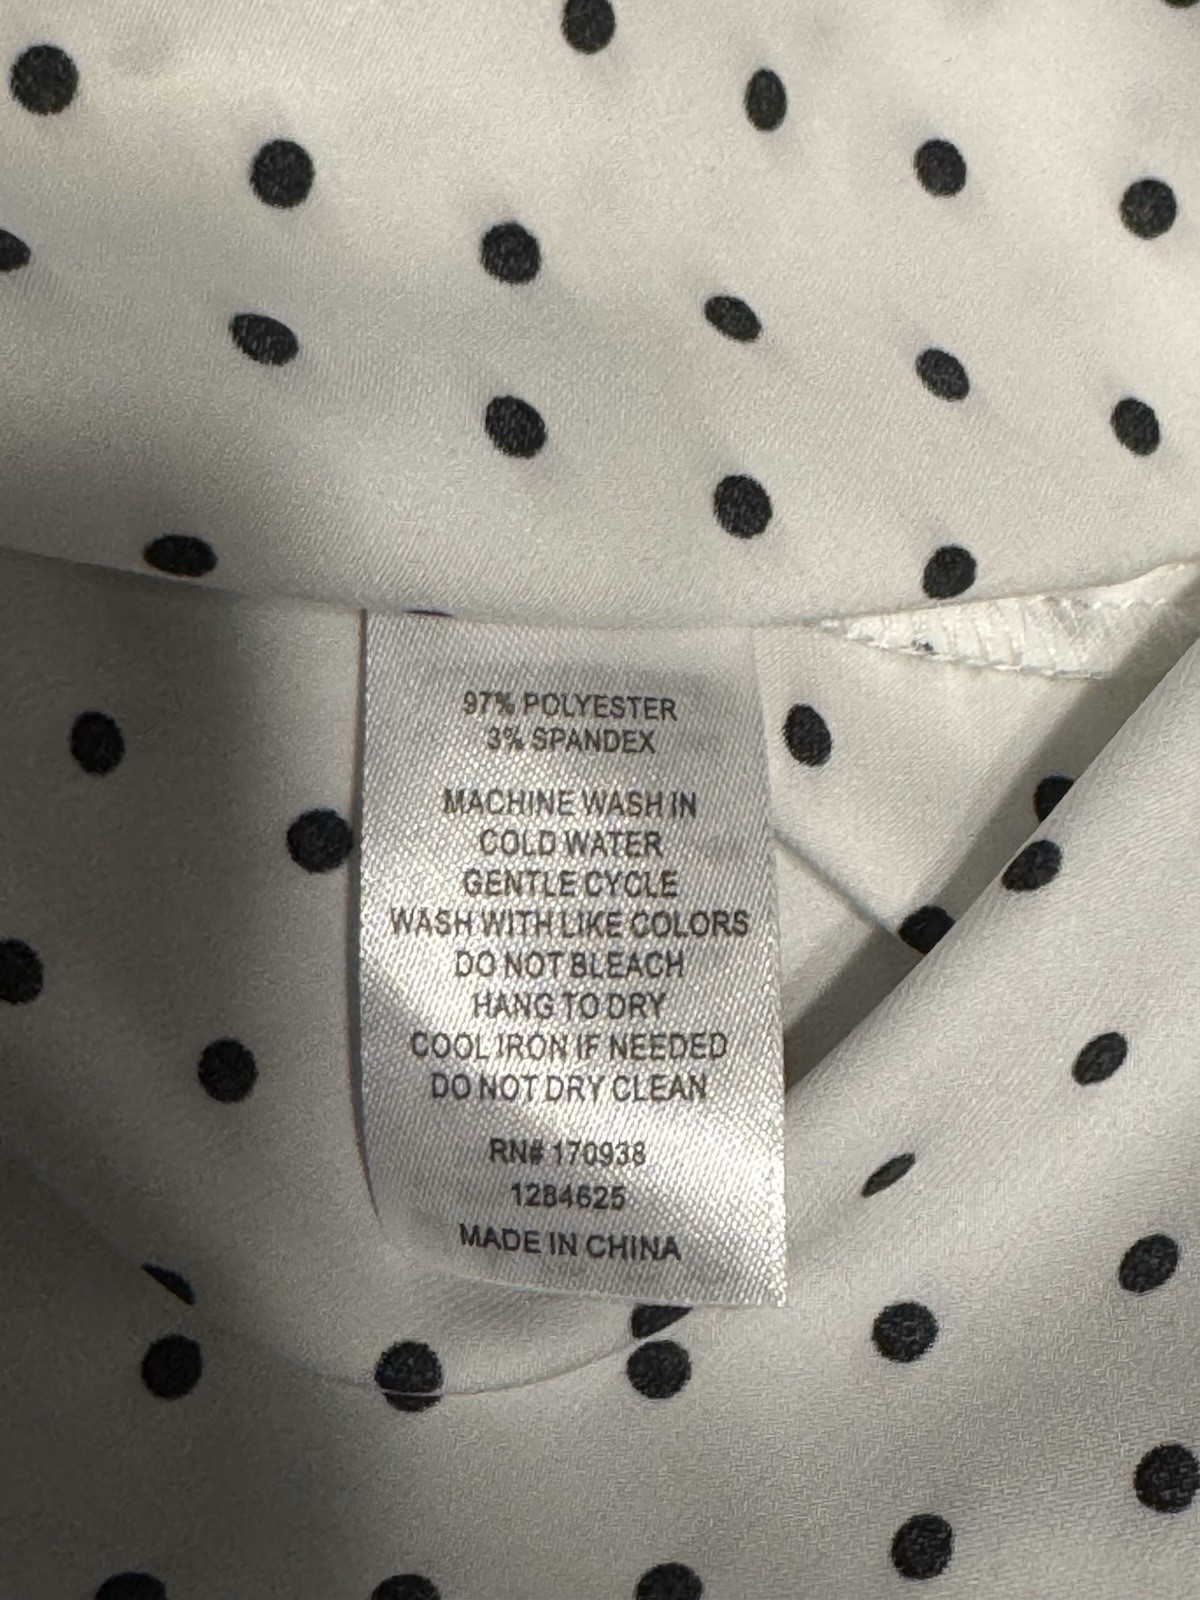 97% POLYESTER
3% SPANDEX
MACHINE WASH IN
COLD WATER
GENTLE CYCLE
WASH WITH LIKE COLORS
DO NOT BLEACH
HANG TO DRY
COOL IRON IF NEEDED
DO NOT DRY CLEAN
RN# 170938
1284625
MADE IN CHINA